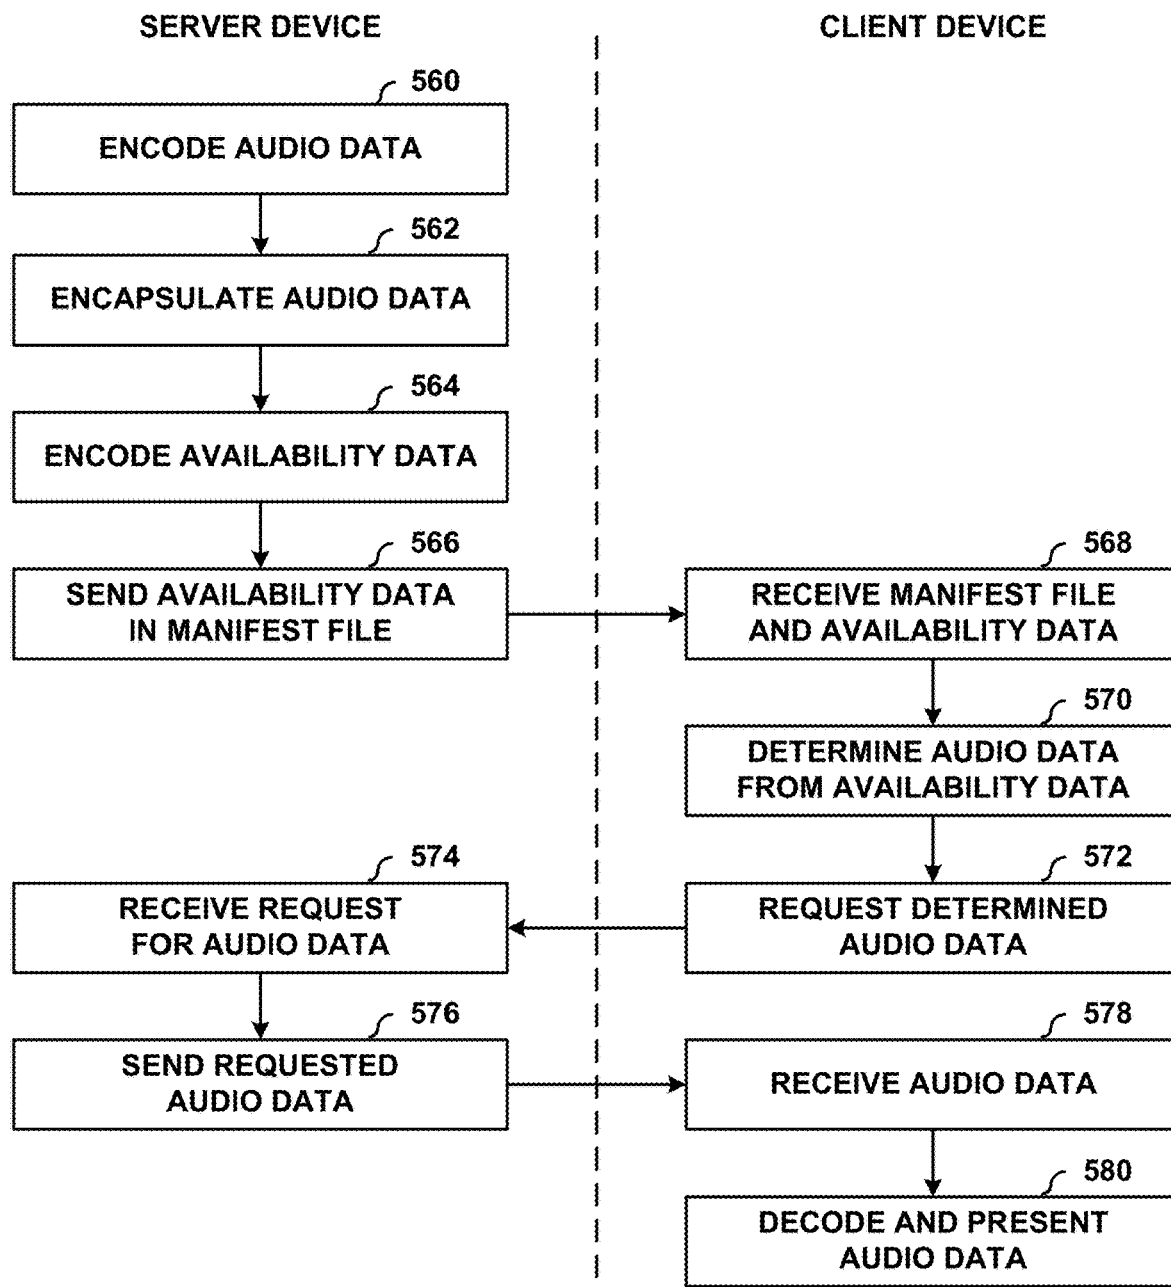 SERVER DEVICE
CLIENT DEVICE
560
ENCODE AUDIO DATA
562
ENCAPSULATE AUDIO DATA
564
ENCODE AVAILABILITY DATA
566
SEND AVAILABILITY DATA
IN MANIFEST FILE
568
RECEIVE MANIFEST FILE
AND AVAILABILITY DATA
570
DETERMINE AUDIO DATA
FROM AVAILABILITY DATA
572
REQUEST DETERMINED
AUDIO DATA
574
RECEIVE REQUEST
FOR AUDIO DATA
576
SEND REQUESTED
AUDIO DATA
578
RECEIVE AUDIO DATA
580
DECODE AND PRESENT
AUDIO DATA